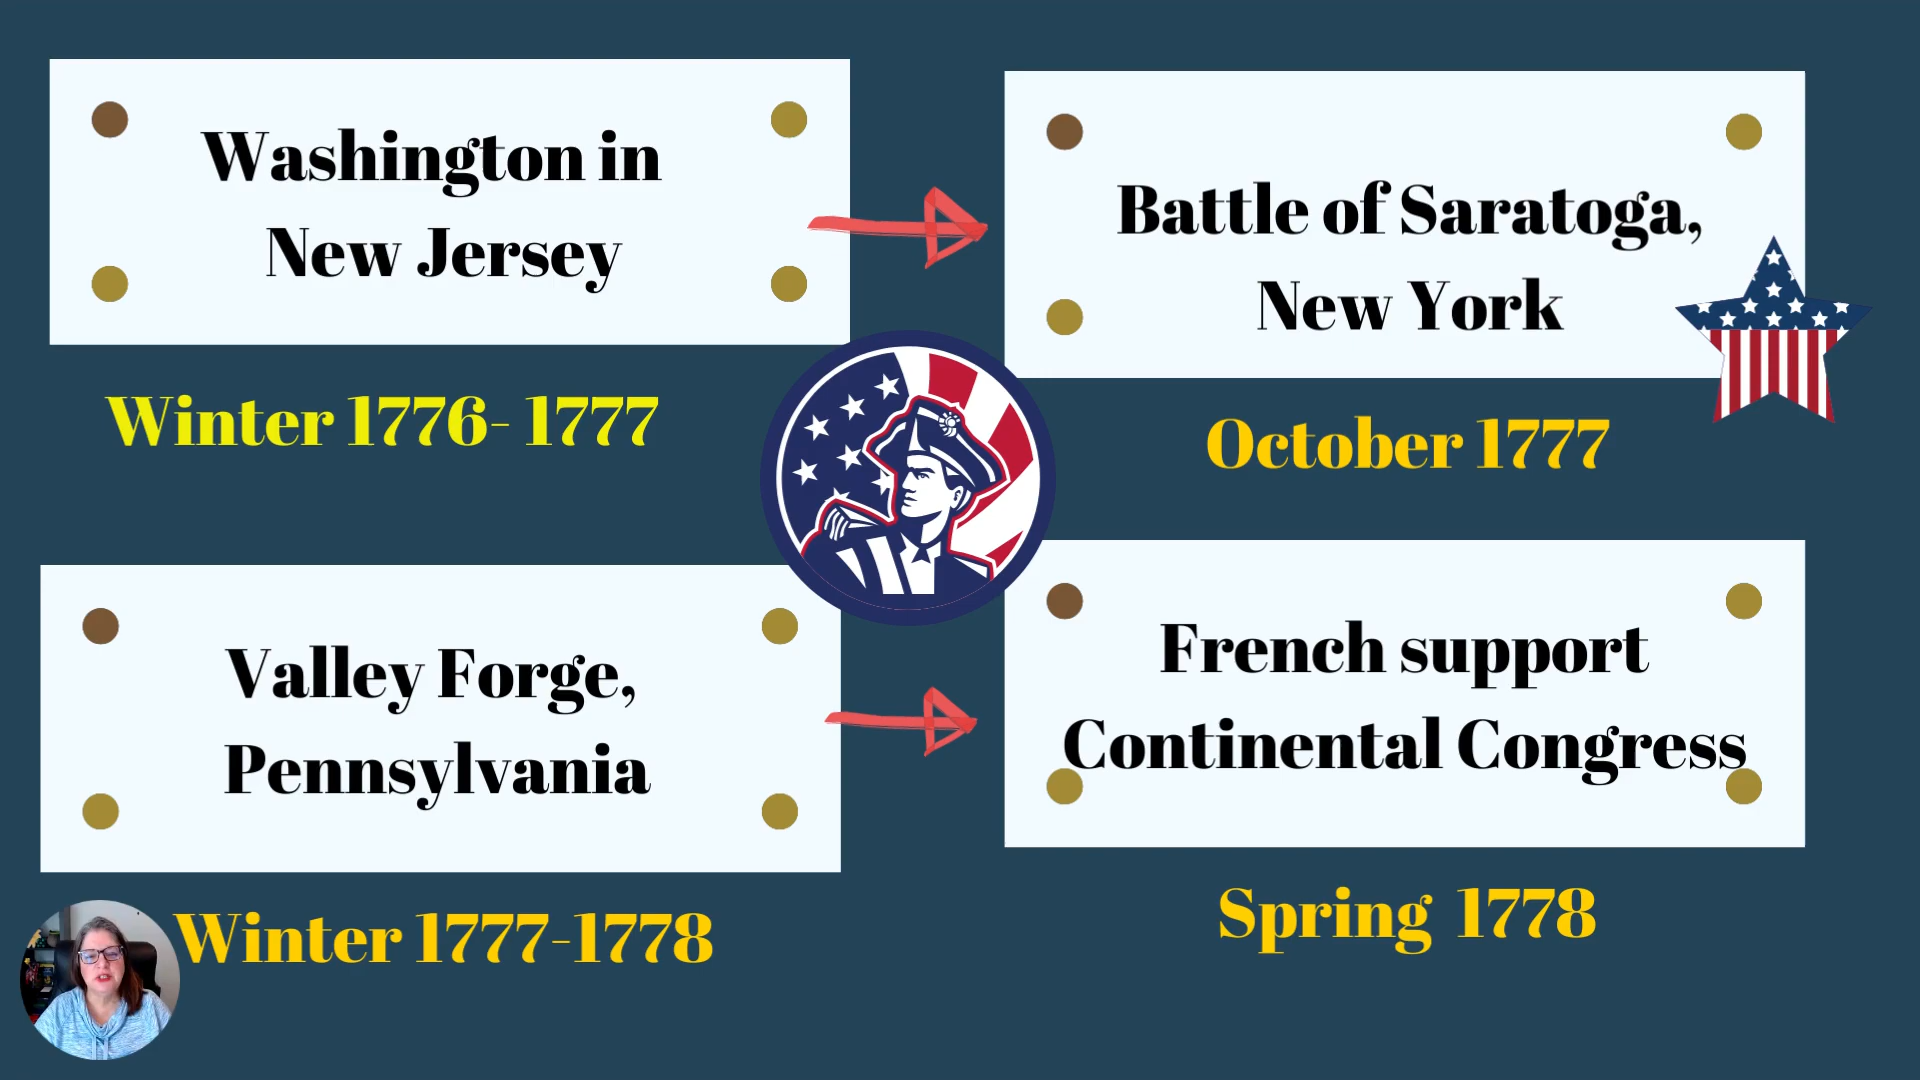 Washington in
New Jersey
Winter 1776- 1777
Battle of Saratoga,
New York
October 1777
Valley Forge,
Pennsylvania
Winter 1777-1778
French support
Continental Congress
Spring 1778